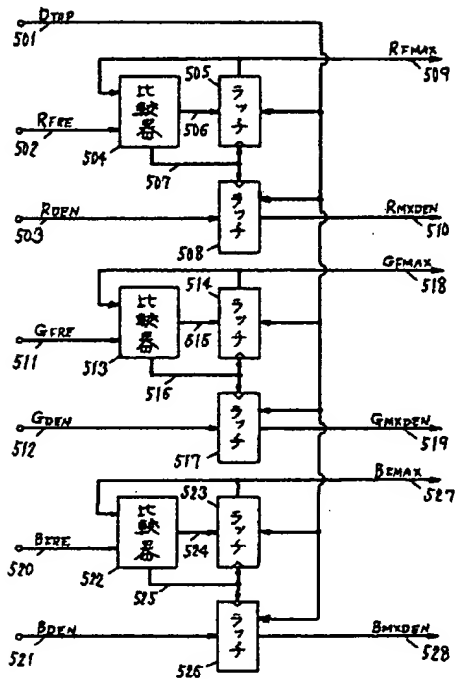 DTOP
501
RFMAX
509
505
比較器
506
ラッチ
RFRE
502
504
507
RDEN
503
ラッチ
508
RMXDEN
510
GFMAX
518
514
比較器
515
ラッチ
GFRE
511
513
516
GDEN
512
ラッチ
517
GMXDEN
519
BFMAX
527
523
比較器
524
ラッチ
BFRE
520
522
525
BDEN
521
ラッチ
526
BMXDEN
528